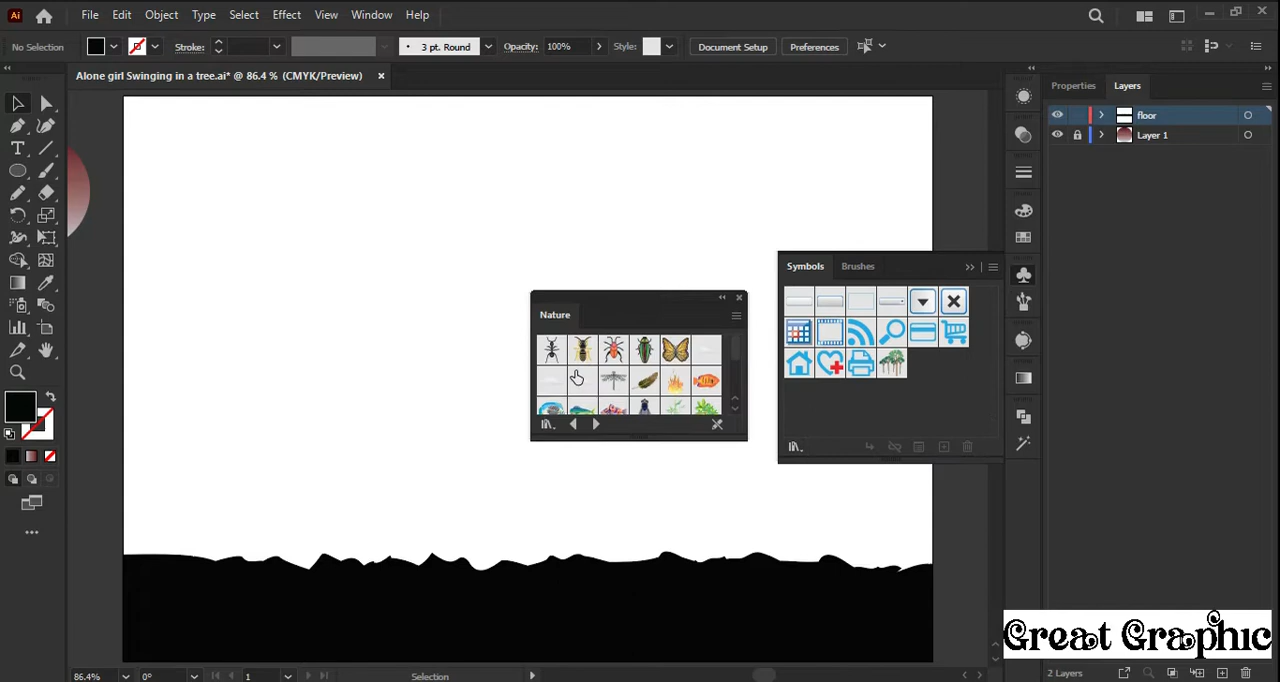 Ai File Edit Object Type Select Effect View Window Help
No Selection Stroke: 3 pt. Round Opacity: 100% Style: Document Setup Preferences
Alone girl Swinging in a tree.ai* @ 86.4 % (CMYK/Preview)
Properties Layers
floor
Layer 1
Symbols Brushes
Nature
Great Graphic
86.4% 0° 1 Selection
2 Layers